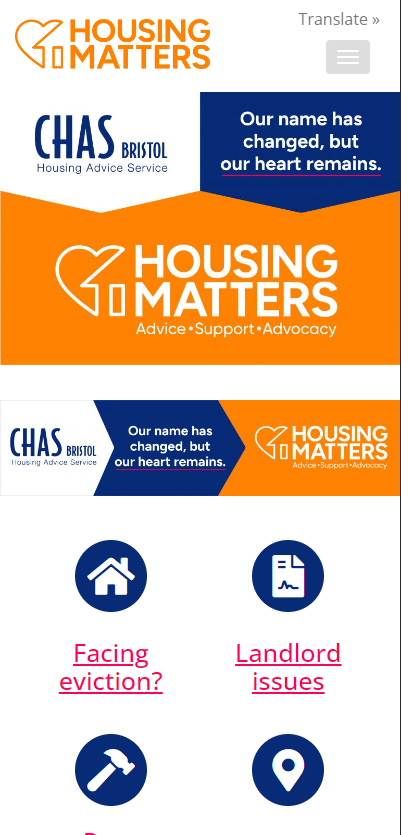 Translate »
HOUSING
MATTERS
CHAS BRISTOL
Housing Advice Service
Our name has
changed, but
our heart remains.
HOUSING
MATTERS
Advice • Support • Advocacy
CHAS BRISTOL
Housing Advice Service
Our name has
changed, but
our heart remains.
HOUSING
MATTERS
Advice • Support • Advocacy
Facing
eviction?
Landlord
issues